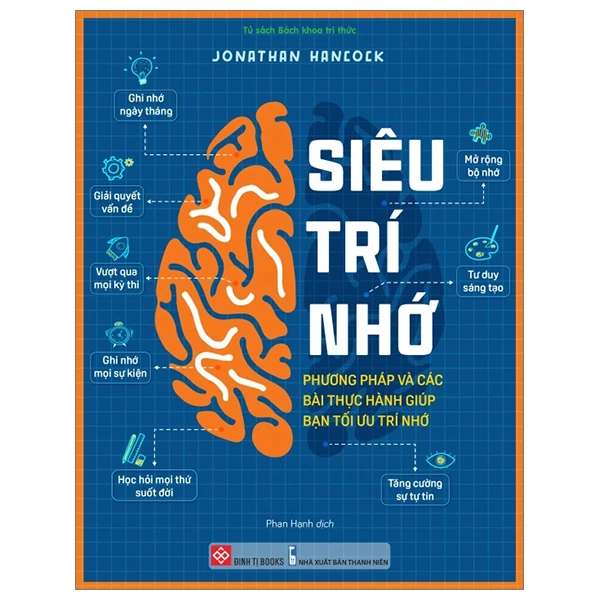 Tủ sách Bách khoa tri thức
JONATHAN HANCOCK
Ghi nhớ
ngày tháng
Giải quyết
vấn đề
Vượt qua
mọi kỳ thi
Ghi nhớ
mọi sự kiện
Học hỏi mọi thứ
suốt đời
SIÊU
TRÍ
NHỚ
PHƯƠNG PHÁP VÀ CÁC
BÀI THỰC HÀNH GIÚP
BẠN TỐI ƯU TRÍ NHỚ
Mở rộng
bộ nhớ
Tư duy
sáng tạo
Tăng cường
sự tự tin
Phan Hạnh dịch
ĐINH TỊ BOOKS
NHÀ XUẤT BẢN THANH NIÊN